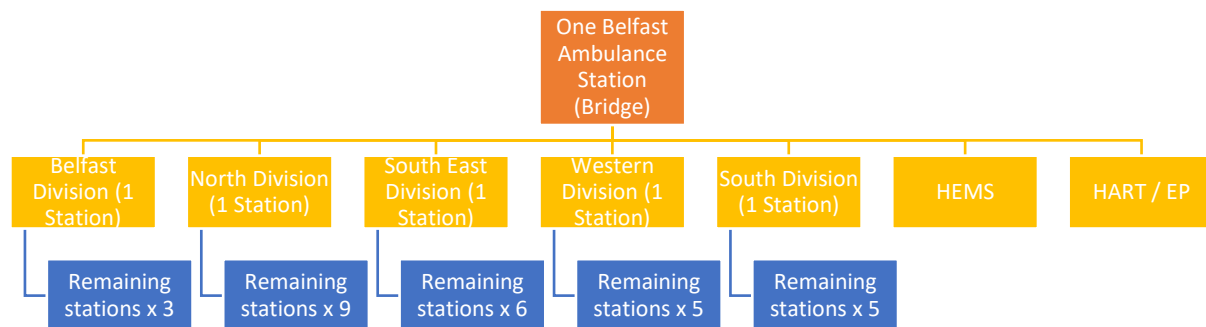 One Belfast
Ambulance
Station
(Bridge)
Belfast
Division (1
Station)
North Division
(1 Station)
South East
Division (1
Station)
Western
Division (1
Station)
South Division
(1 Station)
HEMS
HART / EP
Remaining
stations x 3
Remaining
stations x 9
Remaining
stations x 6
Remaining
stations x 5
Remaining
stations x 5